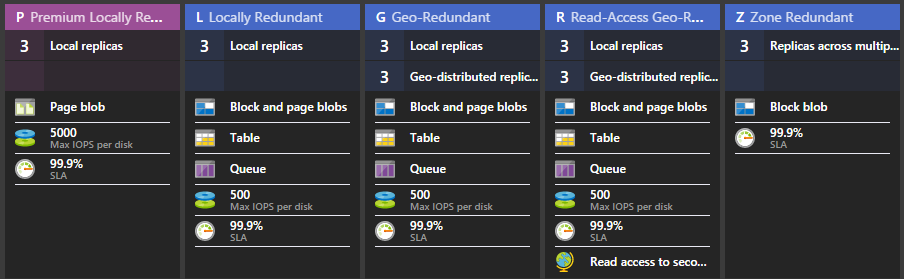 P Premium Locally Re...
3 Local replicas
Page blob
5000
Max IOPS per disk
99.9%
SLA
L Locally Redundant
3 Local replicas
Block and page blobs
Table
Queue
500
Max IOPS per disk
99.9%
SLA
G Geo-Redundant
3 Local replicas
3 Geo-distributed replic...
Block and page blobs
Table
Queue
500
Max IOPS per disk
99.9%
SLA
R Read-Access Geo-R...
3 Local replicas
3 Geo-distributed replic...
Block and page blobs
Table
Queue
500
Max IOPS per disk
99.9%
SLA
Read access to seco...
Z Zone Redundant
3 Replicas across multip...
Block blob
99.9%
SLA